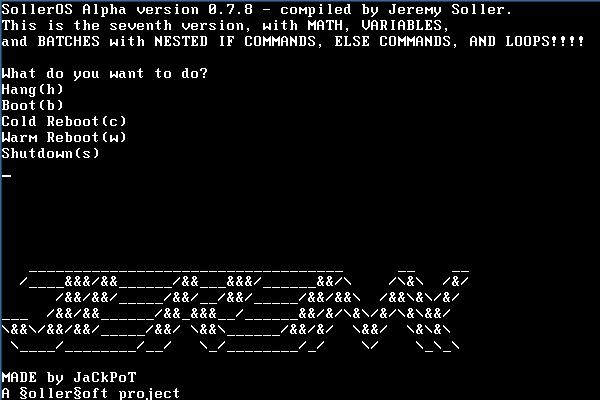 SollerOS Alpha version 0.7.8 - compiled by Jeremy Soller.
This is the seventh version, with MATH, VARIABLES,
and BATCHES with NESTED IF COMMANDS, ELSE COMMANDS, AND LOOPS!!!!
What do you want to do?
Hang(h)
Boot(b)
Cold Reboot(c)
Warm Reboot(w)
Shutdown(s)
MADE by JaCkPoT
A §oller§oft project